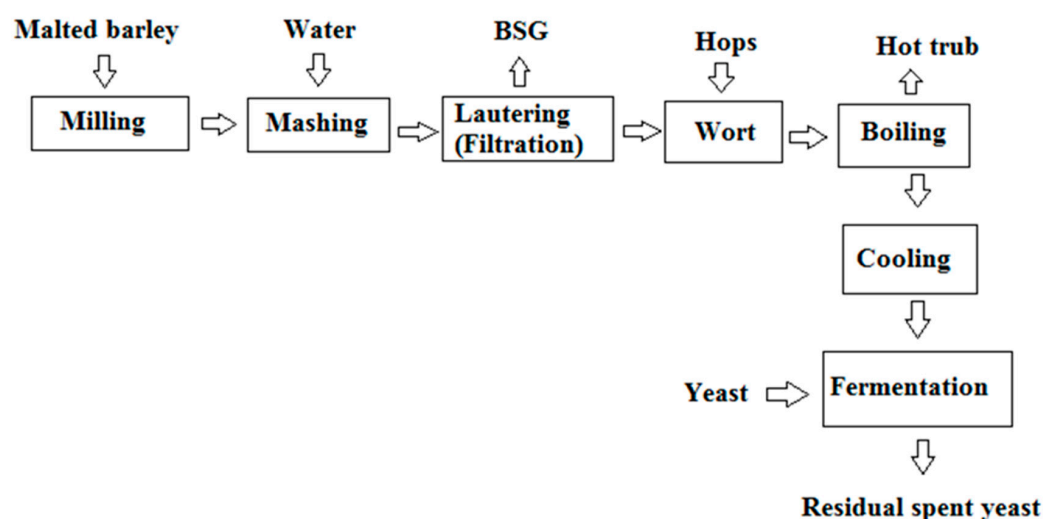 Malted barley
Water
BSG
Hops
Hot trub
Milling
Mashing
Lautering
(Filtration)
Wort
Boiling
Cooling
Yeast
Fermentation
Residual spent yeast